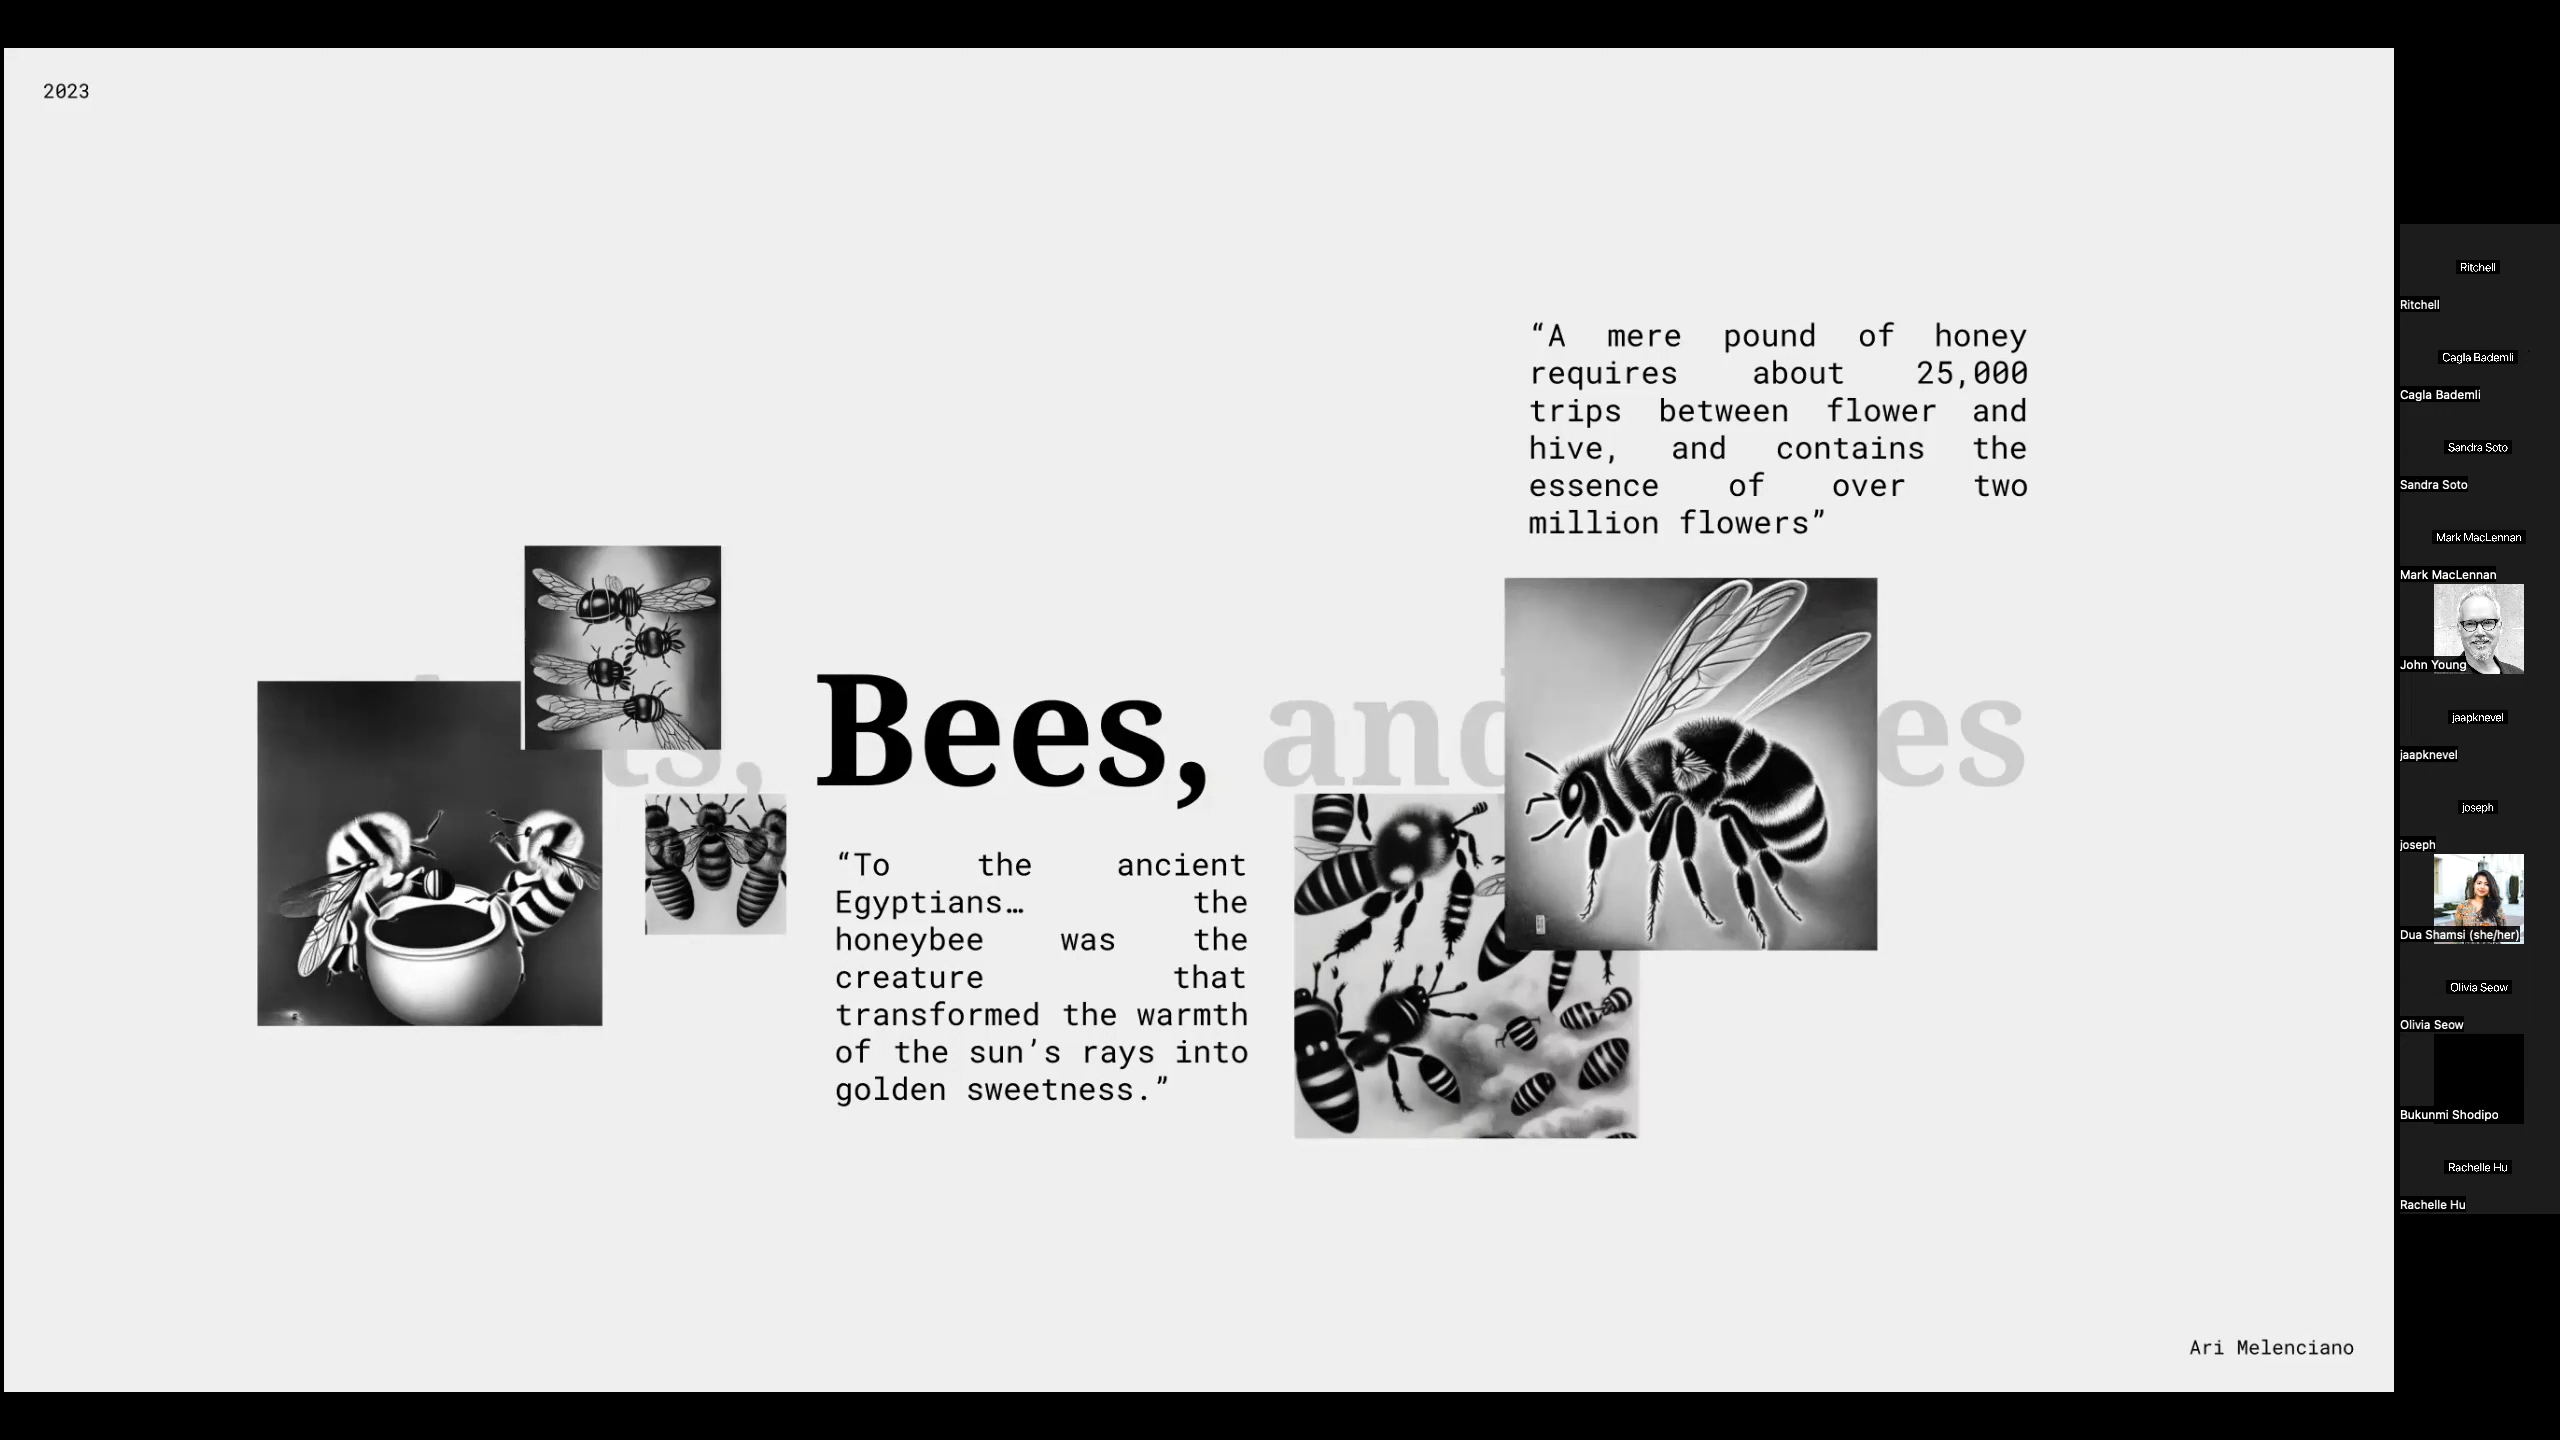 2023
“A mere pound of honey
requires about 25,000
trips between flower and
hive, and contains the
essence of over two
million flowers”
Bees, and
“To the ancient
Egyptians… the
honeybee was the
creature that
transformed the warmth
of the sun’s rays into
golden sweetness.”
Ari Melenciano
Ritchell
Ritchell
Cagla Bademli
Cagla Bademli
Sandra Soto
Sandra Soto
Mark MacLennan
Mark MacLennan
John Young
jaapknevel
jaapknevel
joseph
joseph
Dua Shamsi (she/her)
Olivia Seow
Olivia Seow
Bukunmi Shodipo
Rachelle Hu
Rachelle Hu